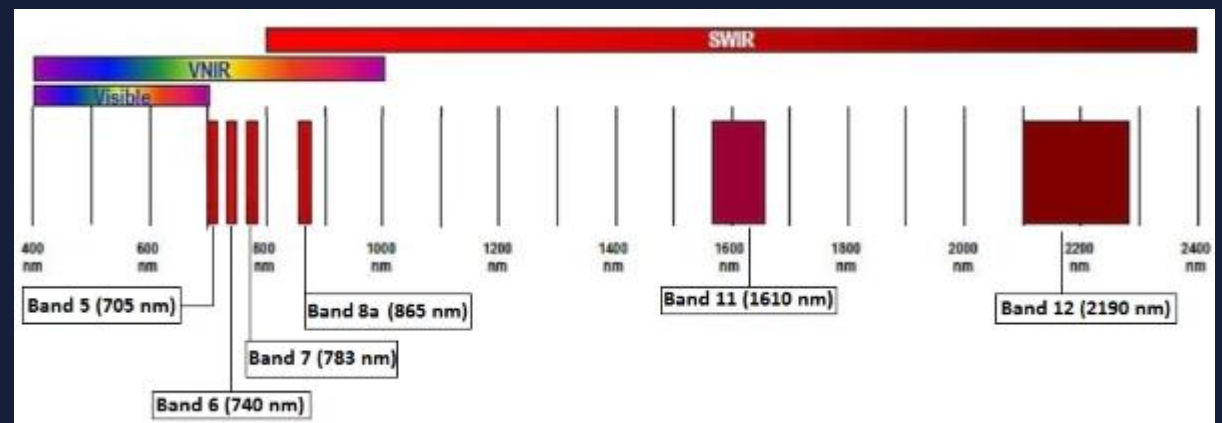 SWIR
VNIR
Visible
400 600 800 1000 1200 1400 1600 1800 2000 2200 2400
nm nm nm nm nm nm nm nm nm nm nm
Band 5 (705 nm)
Band 8a (865 nm)
Band 11 (1610 nm)
Band 12 (2190 nm)
Band 7 (783 nm)
Band 6 (740 nm)